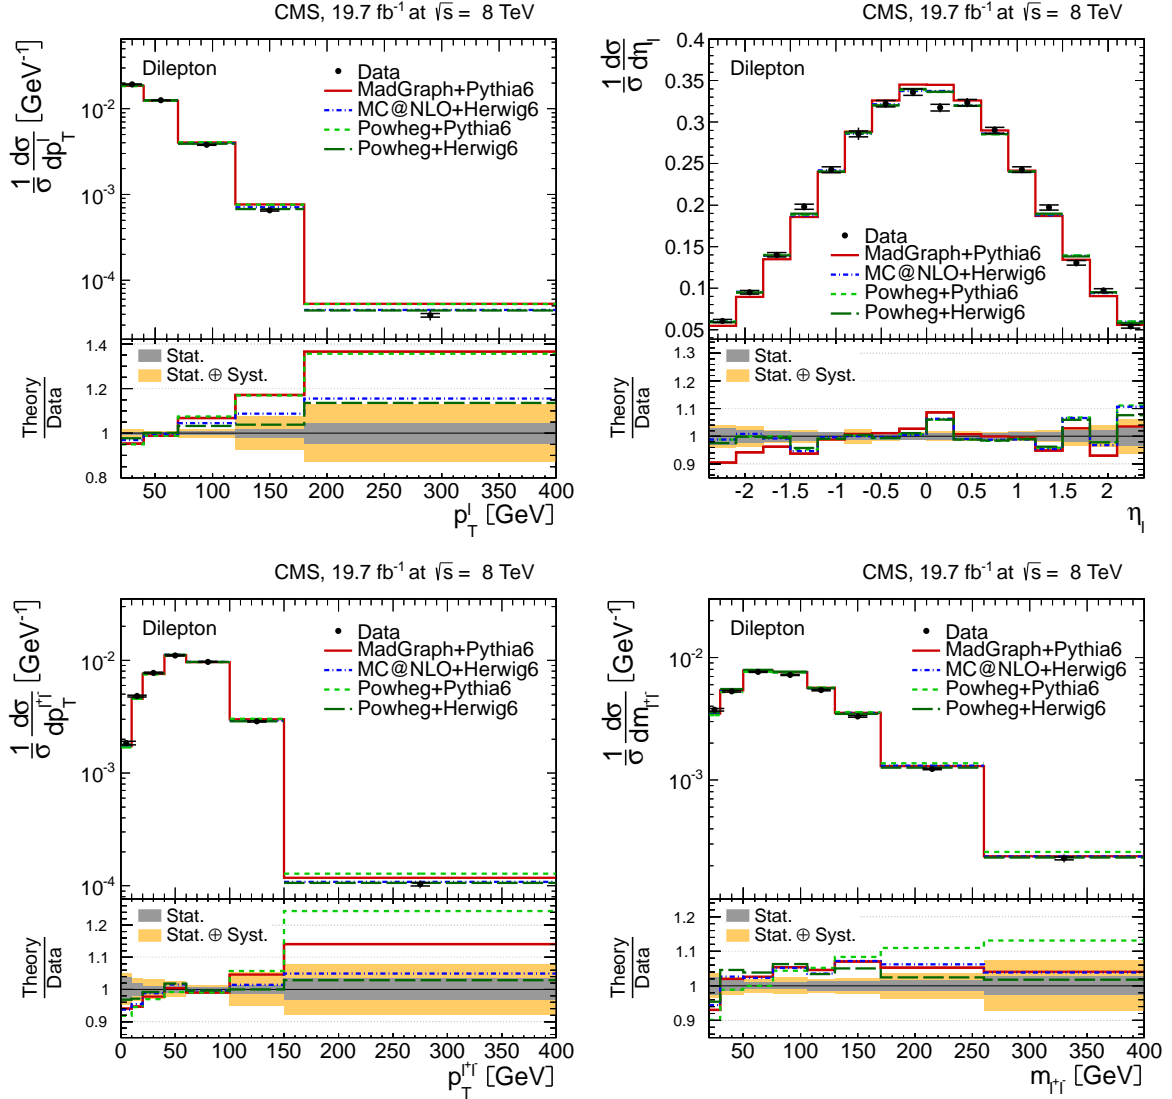 CMS, 19.7 fb⁻¹ at √s = 8 TeV
1/σ dσ/dp_T^l [GeV⁻¹]
Dilepton
Data
MadGraph+Pythia6
MC@NLO+Herwig6
Powheg+Pythia6
Powheg+Herwig6
10⁻²
10⁻³
10⁻⁴
Theory/Data
Stat.
Stat. ⊕ Syst.
1.4
1.2
1
0.8
50 100 150 200 250 300 350 400
p_T^l [GeV]
CMS, 19.7 fb⁻¹ at √s = 8 TeV
1/σ dσ/dη_l
Dilepton
0.4
0.35
0.3
0.25
0.2
0.15
0.1
0.05
Data
MadGraph+Pythia6
MC@NLO+Herwig6
Powheg+Pythia6
Powheg+Herwig6
Theory/Data
Stat.
Stat. ⊕ Syst.
1.3
1.2
1.1
1
0.9
-2 -1.5 -1 -0.5 0 0.5 1 1.5 2
η_l
CMS, 19.7 fb⁻¹ at √s = 8 TeV
1/σ dσ/dp_T^l⁺l⁻ [GeV⁻¹]
Dilepton
Data
MadGraph+Pythia6
MC@NLO+Herwig6
Powheg+Pythia6
Powheg+Herwig6
10⁻²
10⁻³
10⁻⁴
Theory/Data
Stat.
Stat. ⊕ Syst.
1.2
1.1
1
0.9
0 50 100 150 200 250 300 350 400
p_T^l⁺l⁻ [GeV]
CMS, 19.7 fb⁻¹ at √s = 8 TeV
1/σ dσ/dm_l⁺l⁻ [GeV⁻¹]
Dilepton
Data
MadGraph+Pythia6
MC@NLO+Herwig6
Powheg+Pythia6
Powheg+Herwig6
10⁻²
10⁻³
Theory/Data
Stat.
Stat. ⊕ Syst.
1.2
1.1
1
0.9
50 100 150 200 250 300 350 400
m_l⁺l⁻ [GeV]